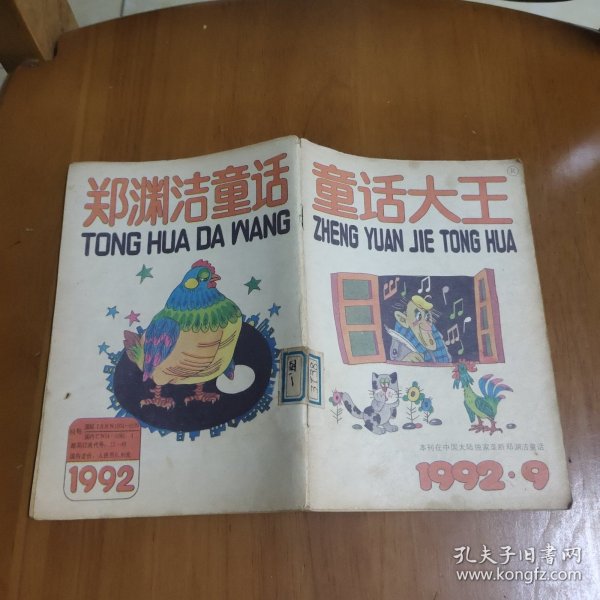 郑渊洁童话
TONG HUA DA WANG
1992
童话大王
R
ZHENG YUAN JIE TONG HUA
本刊在中国大陆独家登载郑渊洁童话
1992·9
孔夫子旧书网
www.kongfz.com